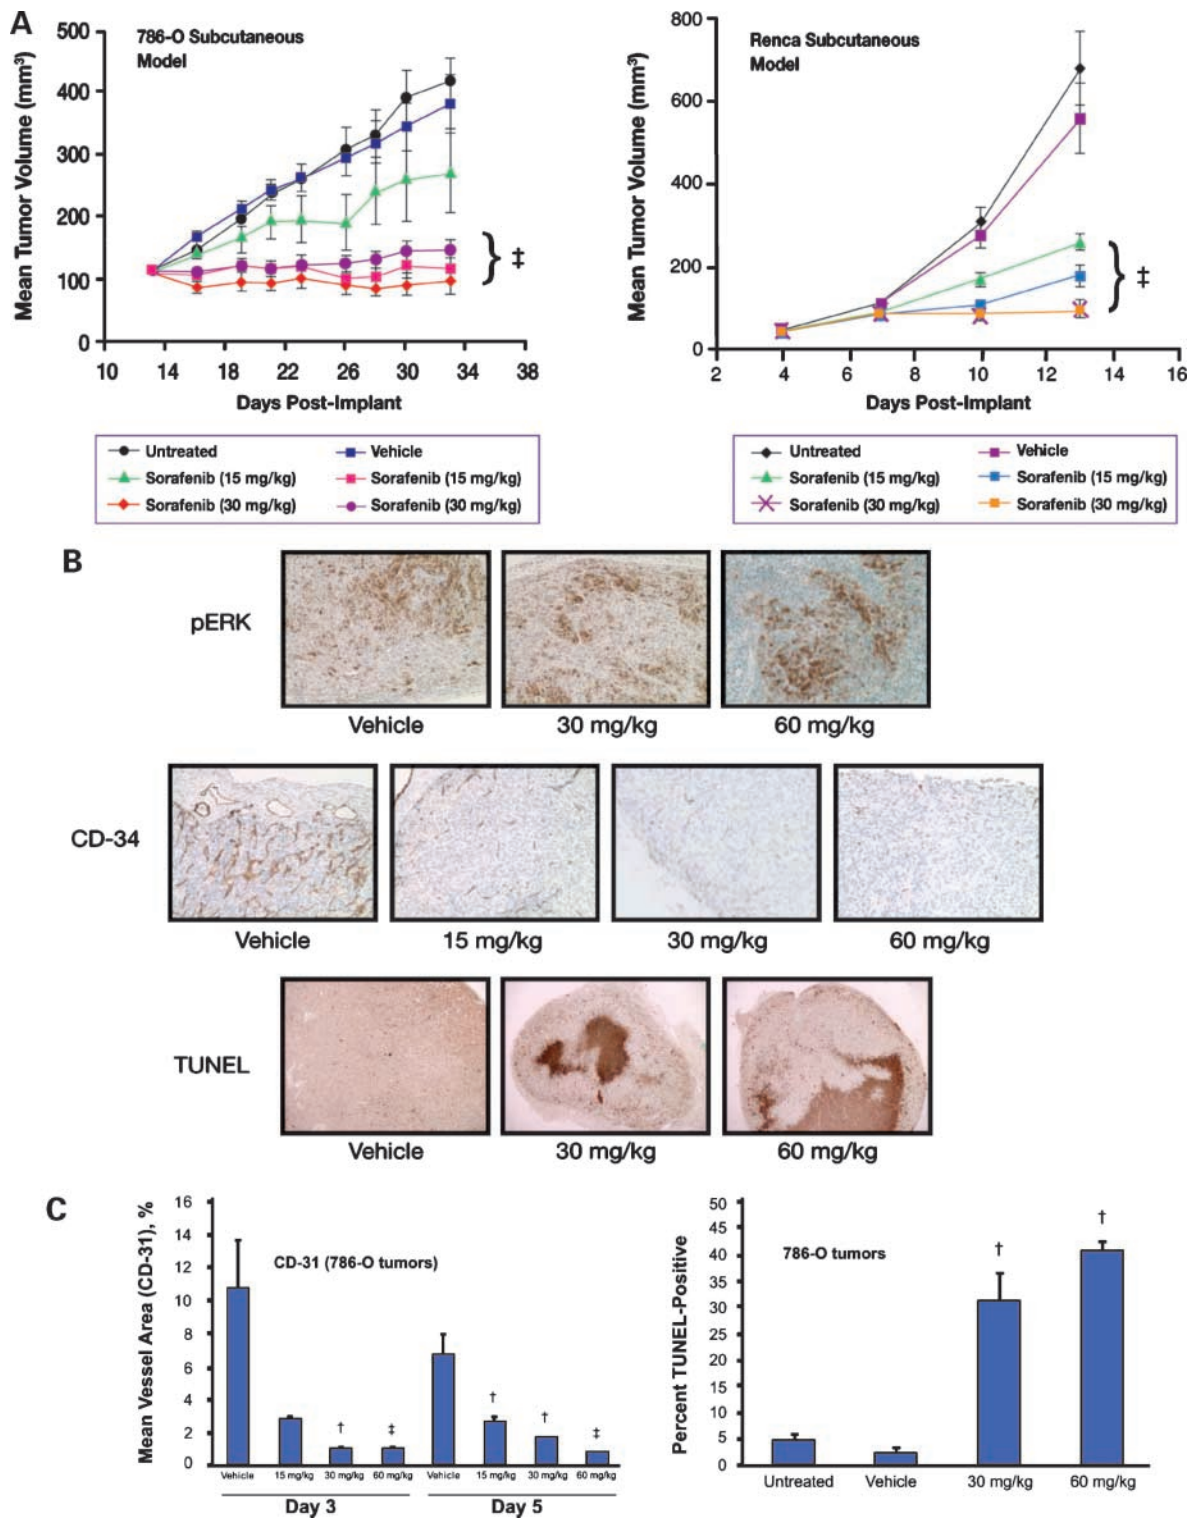 A
786-O Subcutaneous
Model
Mean Tumor Volume (mm³)
500
400
300
200
100
0
10 14 18 22 26 30 34 38
Days Post-Implant
‡
Untreated Vehicle
Sorafenib (15 mg/kg) Sorafenib (15 mg/kg)
Sorafenib (30 mg/kg) Sorafenib (30 mg/kg)
Renca Subcutaneous
Model
Mean Tumor Volume (mm³)
800
600
400
200
0
2 4 6 8 10 12 14 16
Days Post-Implant
‡
Untreated Vehicle
Sorafenib (15 mg/kg) Sorafenib (15 mg/kg)
Sorafenib (30 mg/kg) Sorafenib (30 mg/kg)
B
pERK
Vehicle 30 mg/kg 60 mg/kg
CD-34
Vehicle 15 mg/kg 30 mg/kg 60 mg/kg
TUNEL
Vehicle 30 mg/kg 60 mg/kg
C
Mean Vessel Area (CD-31), %
16
14
12
10
8
6
4
2
0
CD-31 (786-O tumors)
† ‡ † † ‡
Vehicle 15 mg/kg 30 mg/kg 60 mg/kg Vehicle 15 mg/kg 30 mg/kg 60 mg/kg
Day 3 Day 5
Percent TUNEL-Positive
50
45
40
35
30
25
20
15
10
5
0
786-O tumors
† †
Untreated Vehicle 30 mg/kg 60 mg/kg